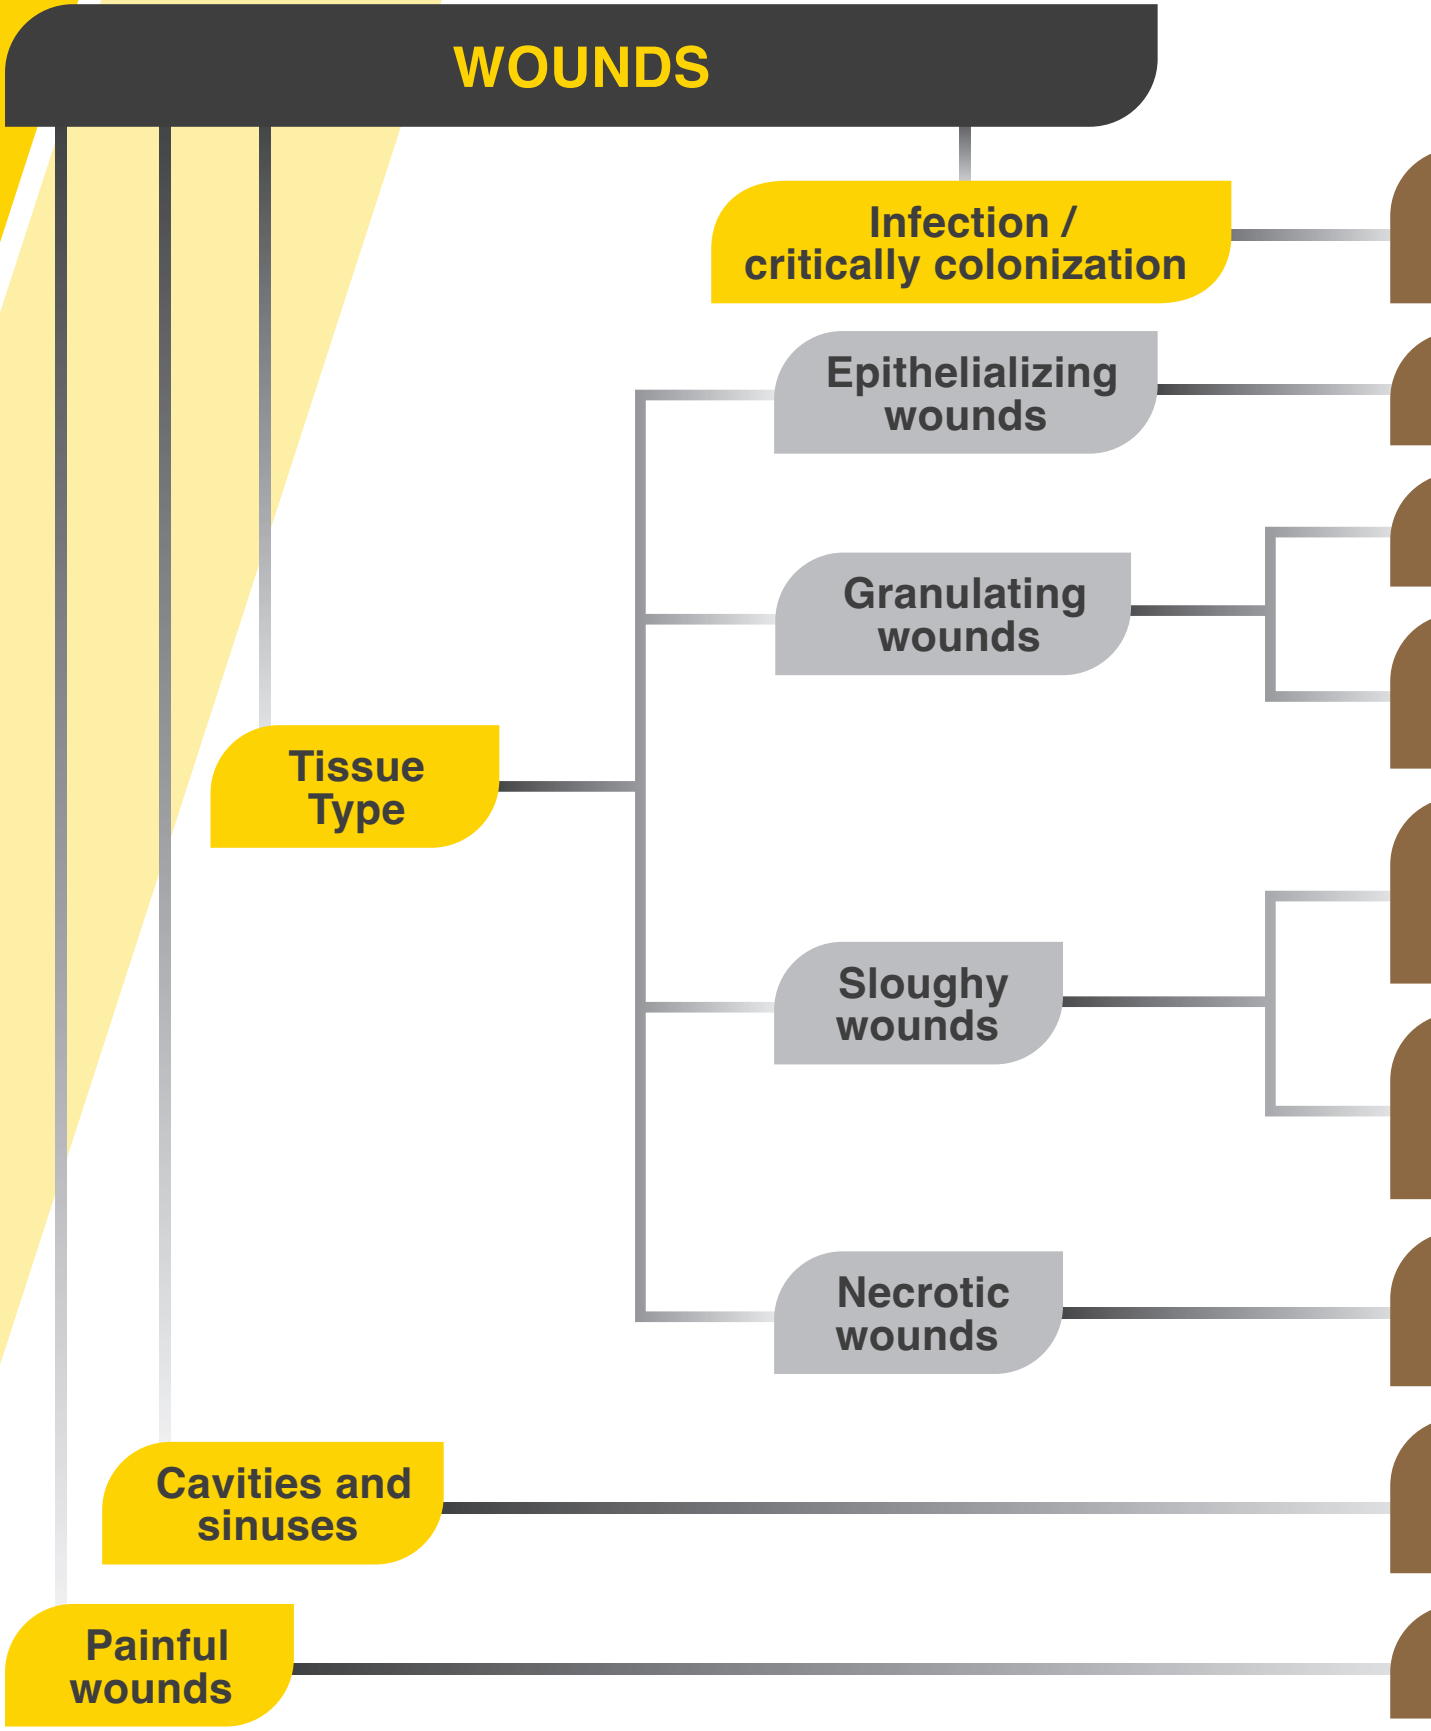 WOUNDS
Infection /
critically colonization
Epithelializing
wounds
Granulating
wounds
Tissue
Type
Sloughy
wounds
Necrotic
wounds
Cavities and
sinuses
Painful
wounds